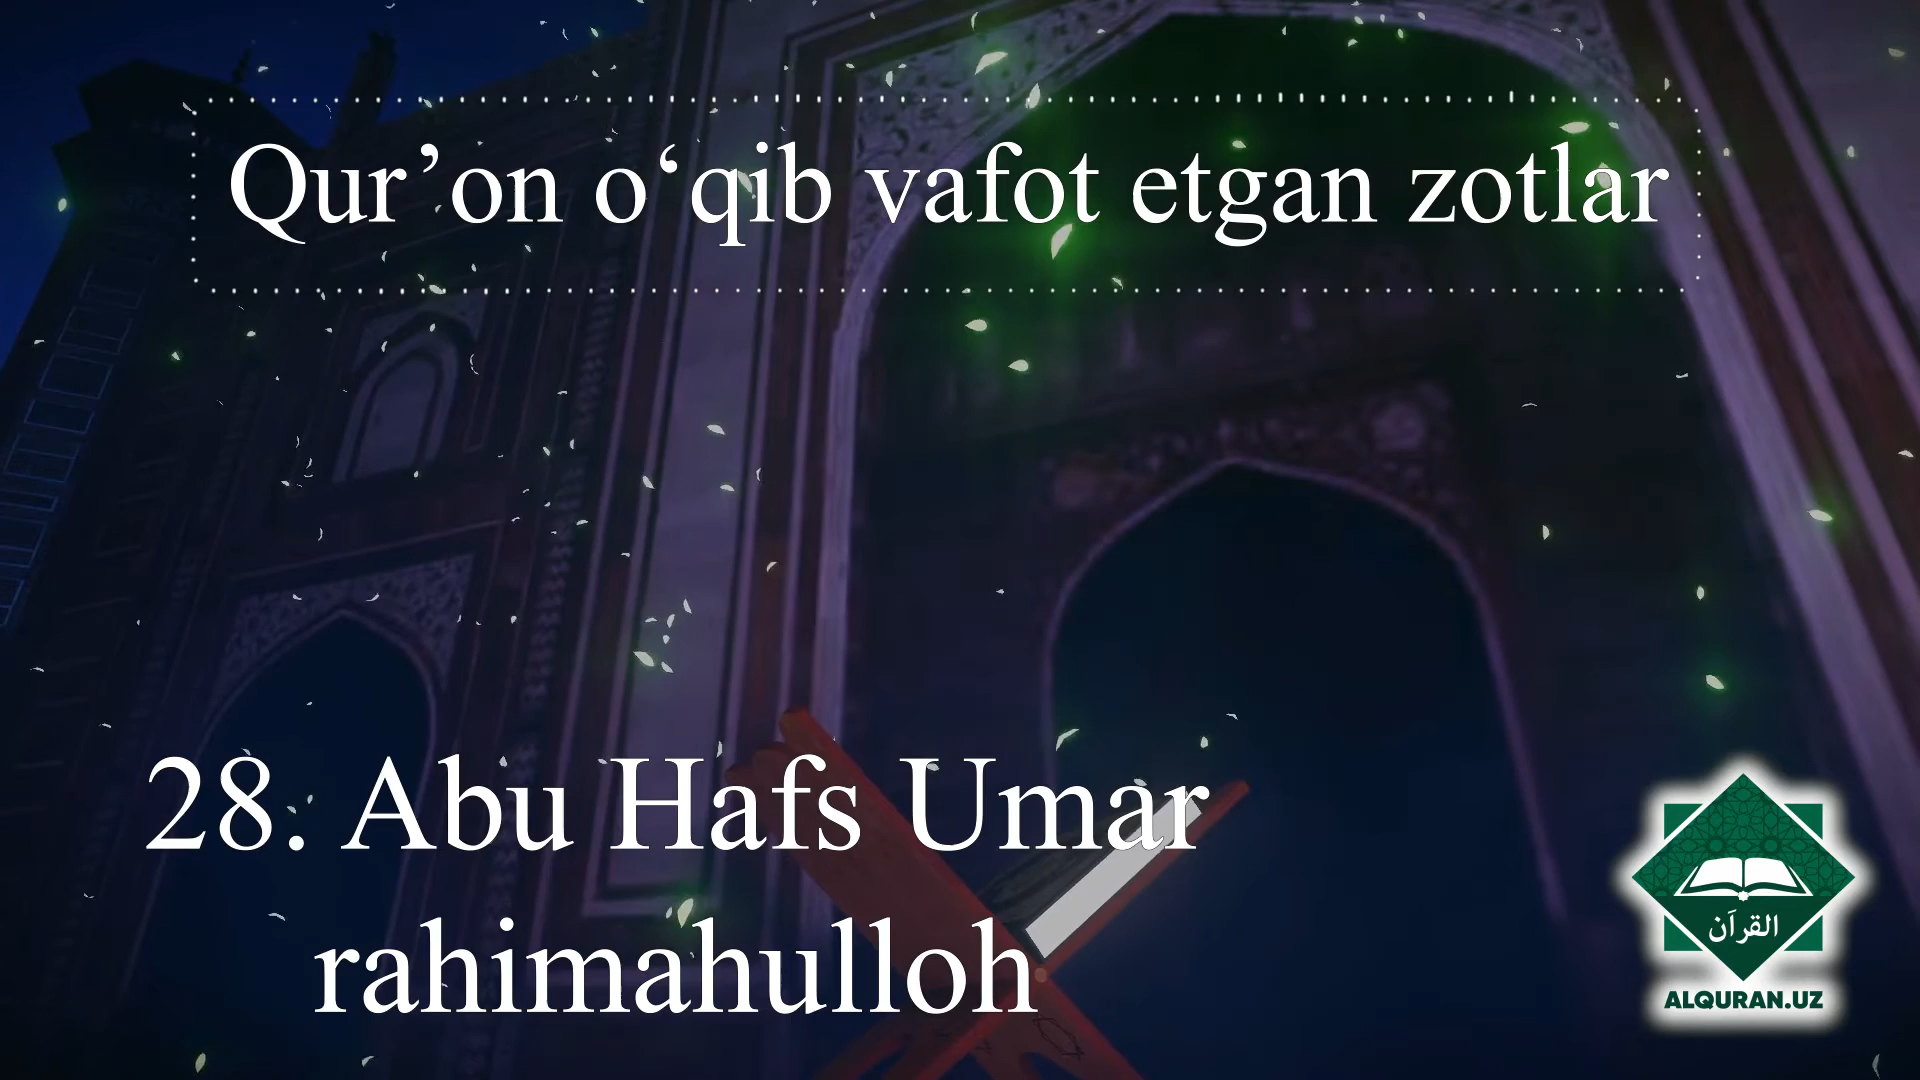 Qur’on o‘qib vafot etgan zotlar
28. Abu Hafs Umar
rahimahulloh
القرآن
ALQURAN.UZ